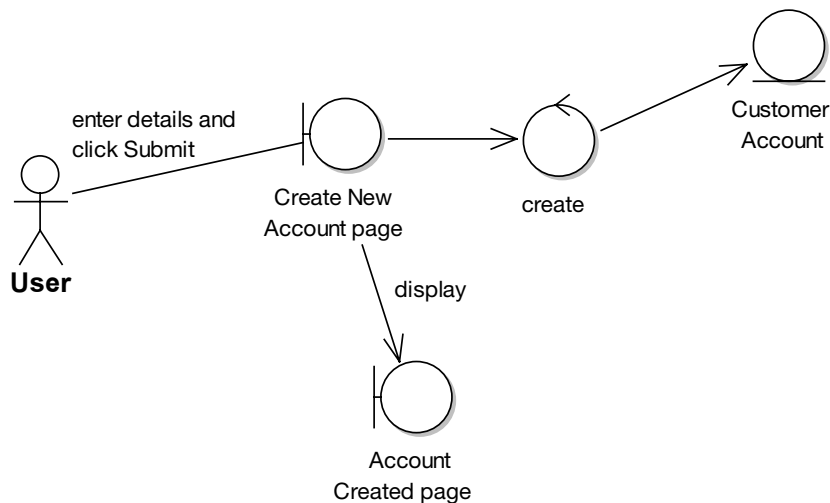 enter details and
click Submit
User
Create New
Account page
create
Customer
Account
display
Account
Created page